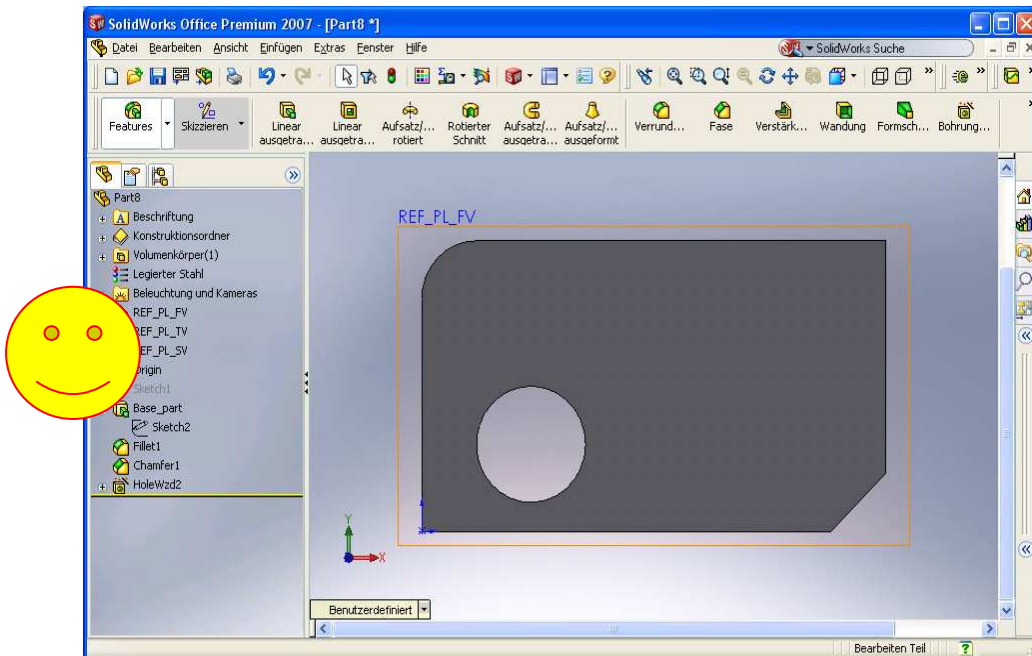 SolidWorks Office Premium 2007 - [Part8 *]
Datei Bearbeiten Ansicht Einfügen Extras Fenster Hilfe
SolidWorks Suche
Features
Skizzieren
Linear ausgetra...
Linear ausgetra...
Aufsatz/... rotiert
Rotierter Schnitt
Aufsatz/... ausgetra...
Aufsatz/... ausgeformt
Verrund...
Fase
Verstärk...
Wandung
Formsch...
Bohrung...
Part8
Beschriftung
Konstruktionsordner
Volumenkörper(1)
Legierter Stahl
Beleuchtung und Kameras
REF_PL_FV
REF_PL_TV
EF_PL_SV
Origin
Sketch1
Base_part
Sketch2
Fillet1
Chamfer1
HoleWzd2
REF_PL_FV
Y
X
Benutzerdefiniert
Bearbeiten Teil